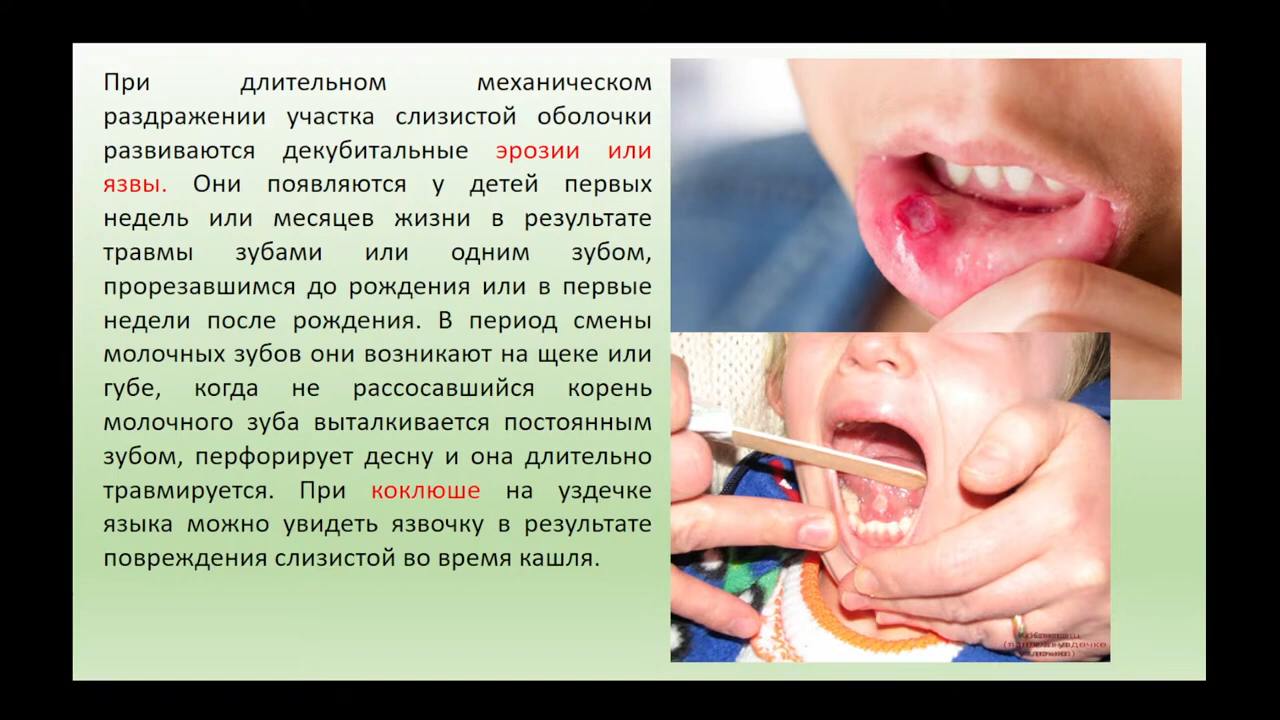 При длительном механическом
раздражении участка слизистой оболочки
развиваются декубитальные эрозии или
язвы. Они появляются у детей первых
недель или месяцев жизни в результате
травмы зубами или одним зубом,
прорезавшимся до рождения или в первые
недели после рождения. В период смены
молочных зубов они возникают на щеке или
губе, когда не рассосавшийся корень
молочного зуба выталкивается постоянным
зубом, перфорирует десну и она длительно
травмируется. При коклюше на уздечке
языка можно увидеть язвочку в результате
повреждения слизистой во время кашля.